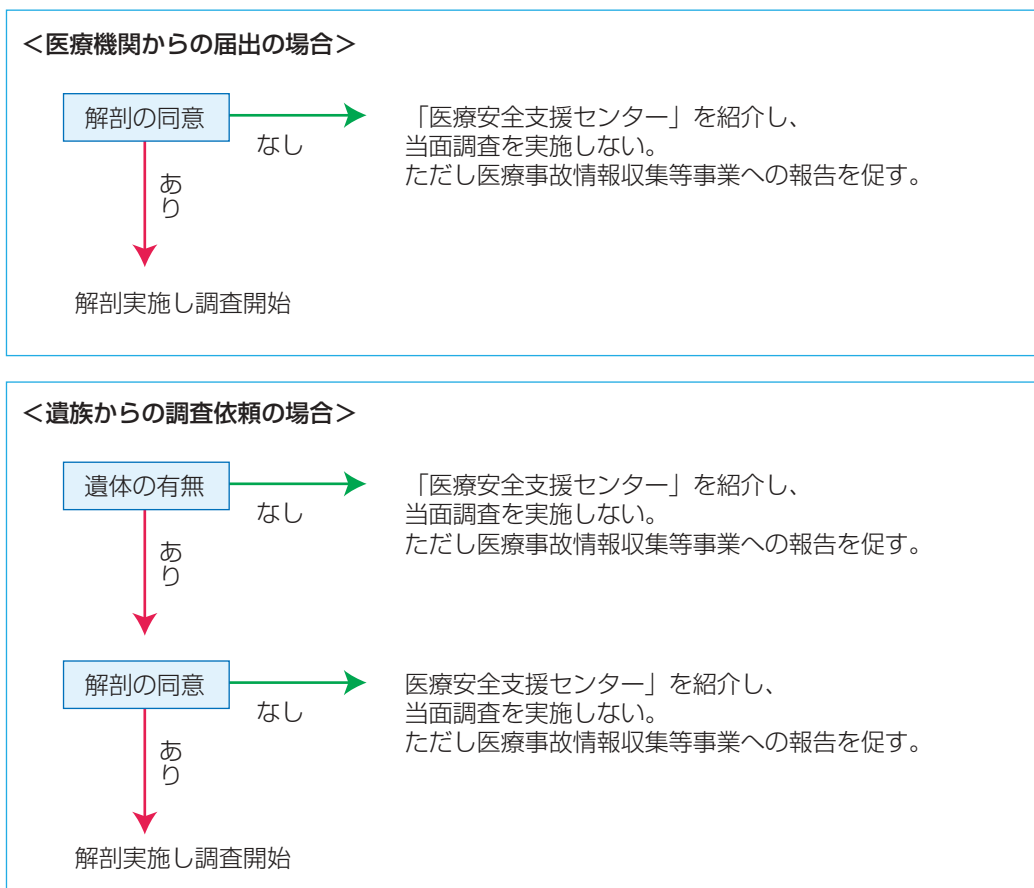 ＜医療機関からの届出の場合＞
解剖の同意
なし
「医療安全支援センター」を紹介し、
当面調査を実施しない。
ただし医療事故情報収集等事業への報告を促す。
あり
解剖実施し調査開始
＜遺族からの調査依頼の場合＞
遺体の有無
なし
「医療安全支援センター」を紹介し、
当面調査を実施しない。
ただし医療事故情報収集等事業への報告を促す。
あり
解剖の同意
なし
医療安全支援センター」を紹介し、
当面調査を実施しない。
ただし医療事故情報収集等事業への報告を促す。
あり
解剖実施し調査開始